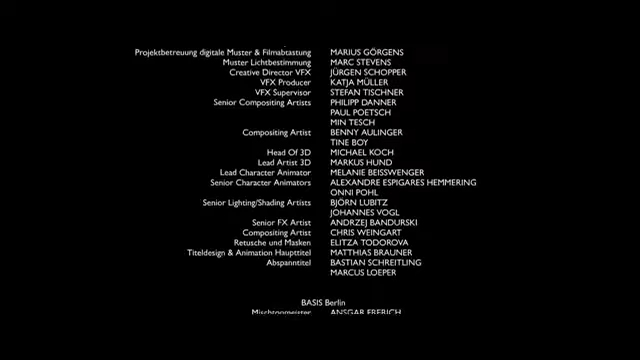 Projektbetreuung digitale Muster & Filmabtastung MARIUS GÖRGENS
Muster Lichtbestimmung MARC STEVENS
Creative Director VFX JÜRGEN SCHOPPER
VFX Producer KATJA MÜLLER
VFX Supervisor STEFAN TISCHNER
Senior Compositing Artists PHILIPP DANNER
PAUL POETSCH
MIN TESCH
Compositing Artist BENNY AULINGER
TINE BOY
Head Of 3D MICHAEL KOCH
Lead Artist 3D MARKUS HUND
Lead Character Animator MELANIE BEISSWENGER
Senior Character Animators ALEXANDRE ESPIGARES HEMMERING
ONNI POHL
Senior Lighting/Shading Artists BJÖRN LUBITZ
JOHANNES VOGL
Senior FX Artist ANDRZEJ BANDURSKI
Compositing Artist CHRIS WEINGART
Retusche und Masken ELITZA TODOROVA
Titeldesign & Animation Haupttitel MATTHIAS BRAUNER
Abspanntitel BASTIAN SCHREITLING
MARCUS LOEPER
BASIS Berlin
Mischtonmeister ANSGAR FRERICH